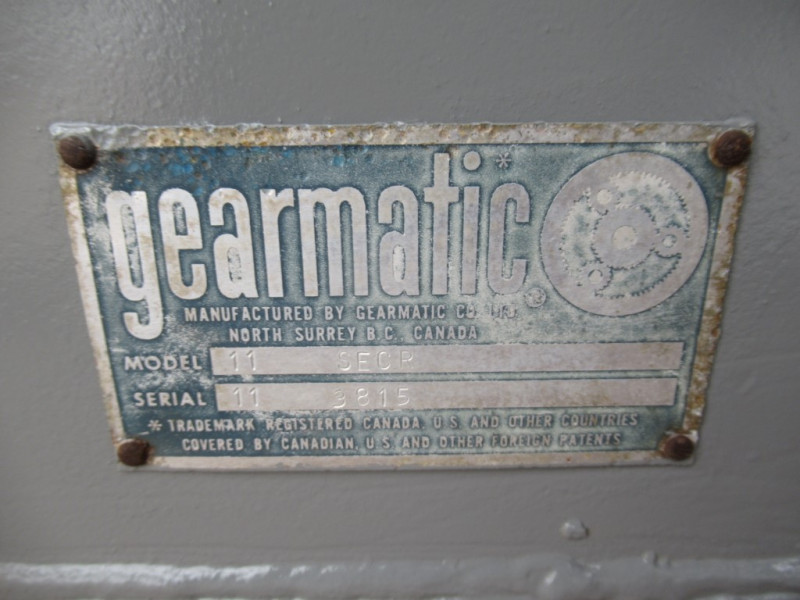 gearmatic*®
MANUFACTURED BY GEARMATIC CO. LTD.
NORTH SURREY B.C. CANADA
MODEL 11 SECR
SERIAL 11 3815
* TRADEMARK REGISTERED CANADA, U.S. AND OTHER COUNTRIES
COVERED BY CANADIAN, U.S. AND OTHER FOREIGN PATENTS